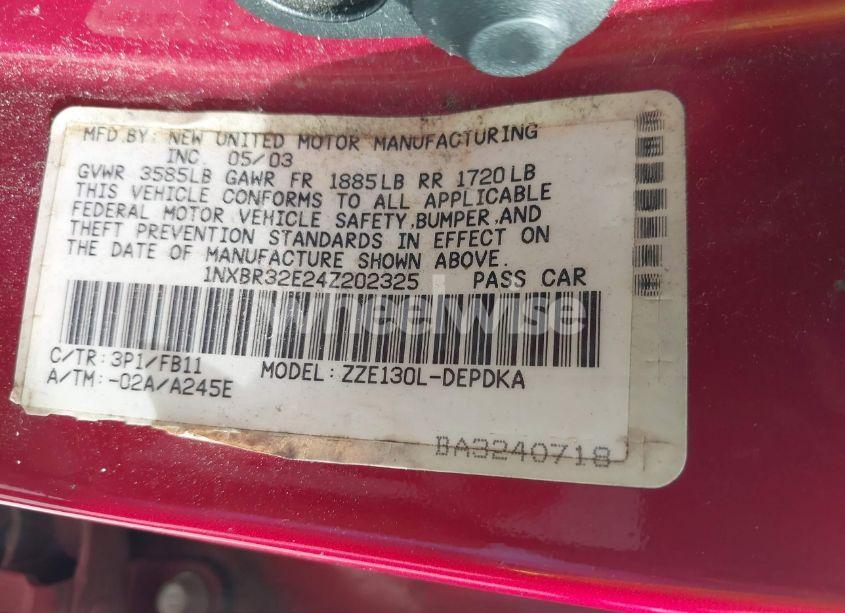 MFD BY: NEW UNITED MOTOR MANUFACTURING
INC 05/03
GVWR 3585LB GAWR FR 1885LB RR 1720LB
THIS VEHICLE CONFORMS TO ALL APPLICABLE
FEDERAL MOTOR VEHICLE SAFETY,BUMPER,AND
THEFT PREVENTION STANDARDS IN EFFECT ON
THE DATE OF MANUFACTURE SHOWN ABOVE.
1NXBR32E24Z202325 PASS CAR
wheelwise
C/TR: 3P1/FB11 MODEL: ZZE130L-DEPDKA
A/TM: -02A/A245E
BA3240718